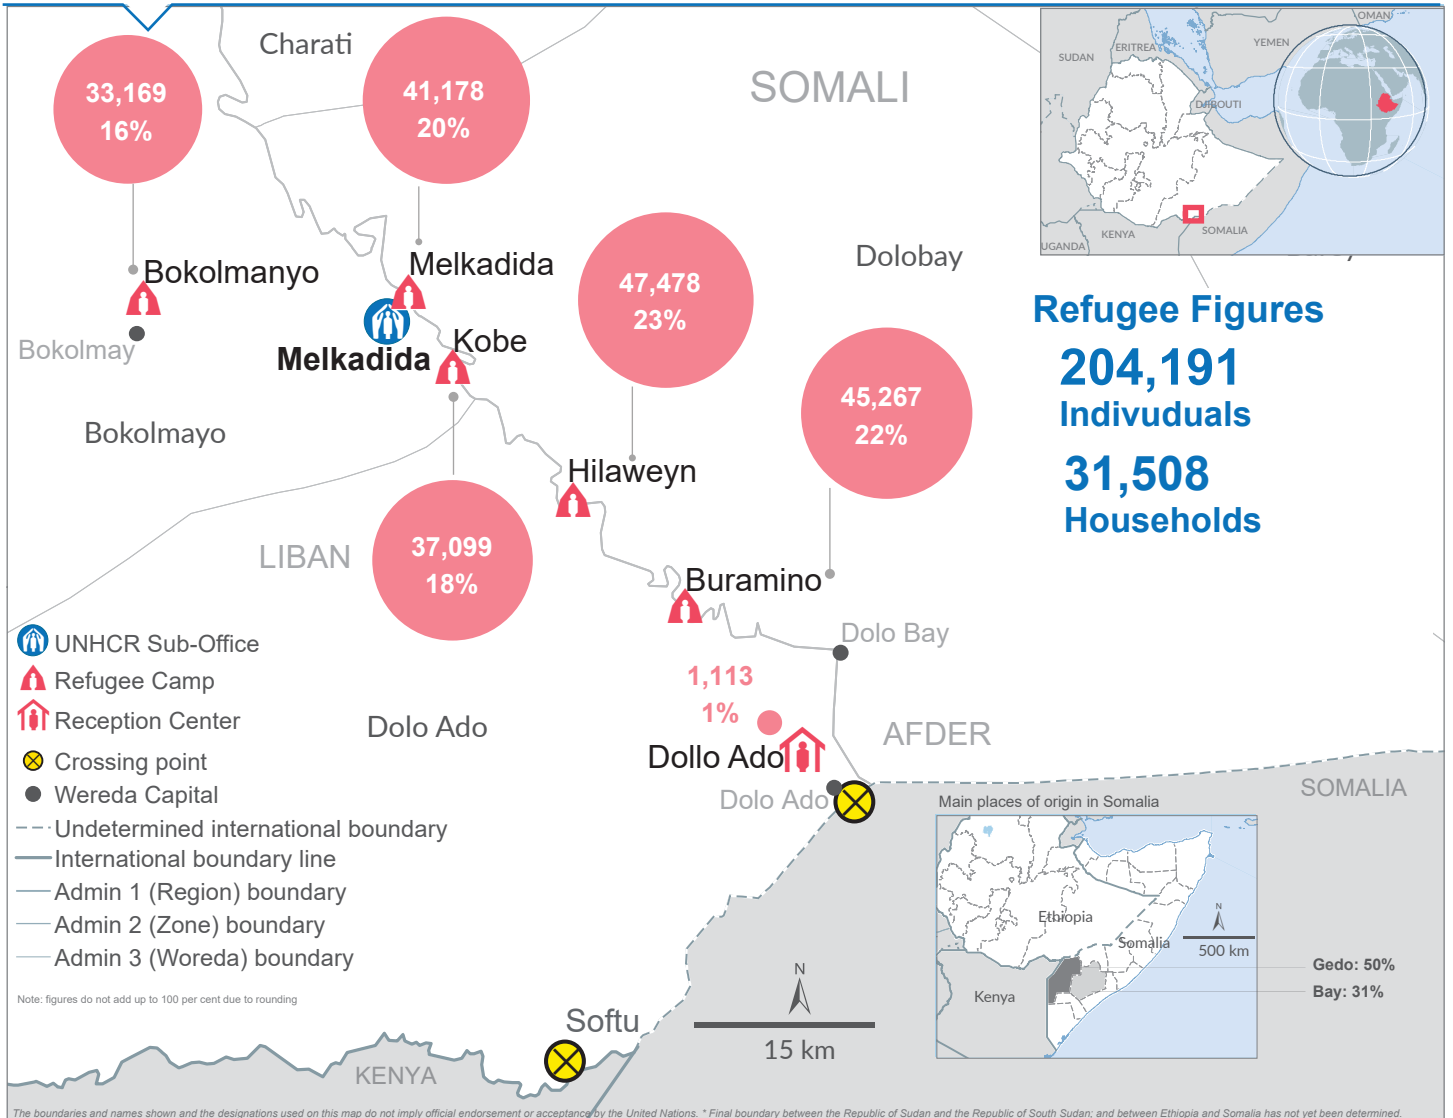 Charati
33,169
16%
41,178
20%
SOMALI
OMAN
ERITREA
YEMEN
SUDAN
DJIBOUTI
KENYA
SOMALIA
UGANDA
Bokolmanyo
Melkadida
Dolobay
47,478
23%
Refugee Figures
204,191
Indivuduals
31,508
Households
Bokolmay
Melkadida
Kobe
45,267
22%
Bokolmayo
Hilaweyn
LIBAN
37,099
18%
Buramino
Dolo Bay
UNHCR Sub-Office
Refugee Camp
Reception Center
Crossing point
Wereda Capital
Undetermined international boundary
International boundary line
Admin 1 (Region) boundary
Admin 2 (Zone) boundary
Admin 3 (Woreda) boundary
Note: figures do not add up to 100 per cent due to rounding
1,113
1%
Dolo Ado
AFDER
Dollo Ado
Dolo Ado
SOMALIA
Main places of origin in Somalia
Ethiopia
Somalia
Kenya
N
500 km
Gedo: 50%
Bay: 31%
N
15 km
Softu
KENYA
The boundaries and names shown and the designations used on this map do not imply official endorsement or acceptance by the United Nations. * Final boundary between the Republic of Sudan and the Republic of South Sudan; and between Ethiopia and Somalia has not yet been determined.